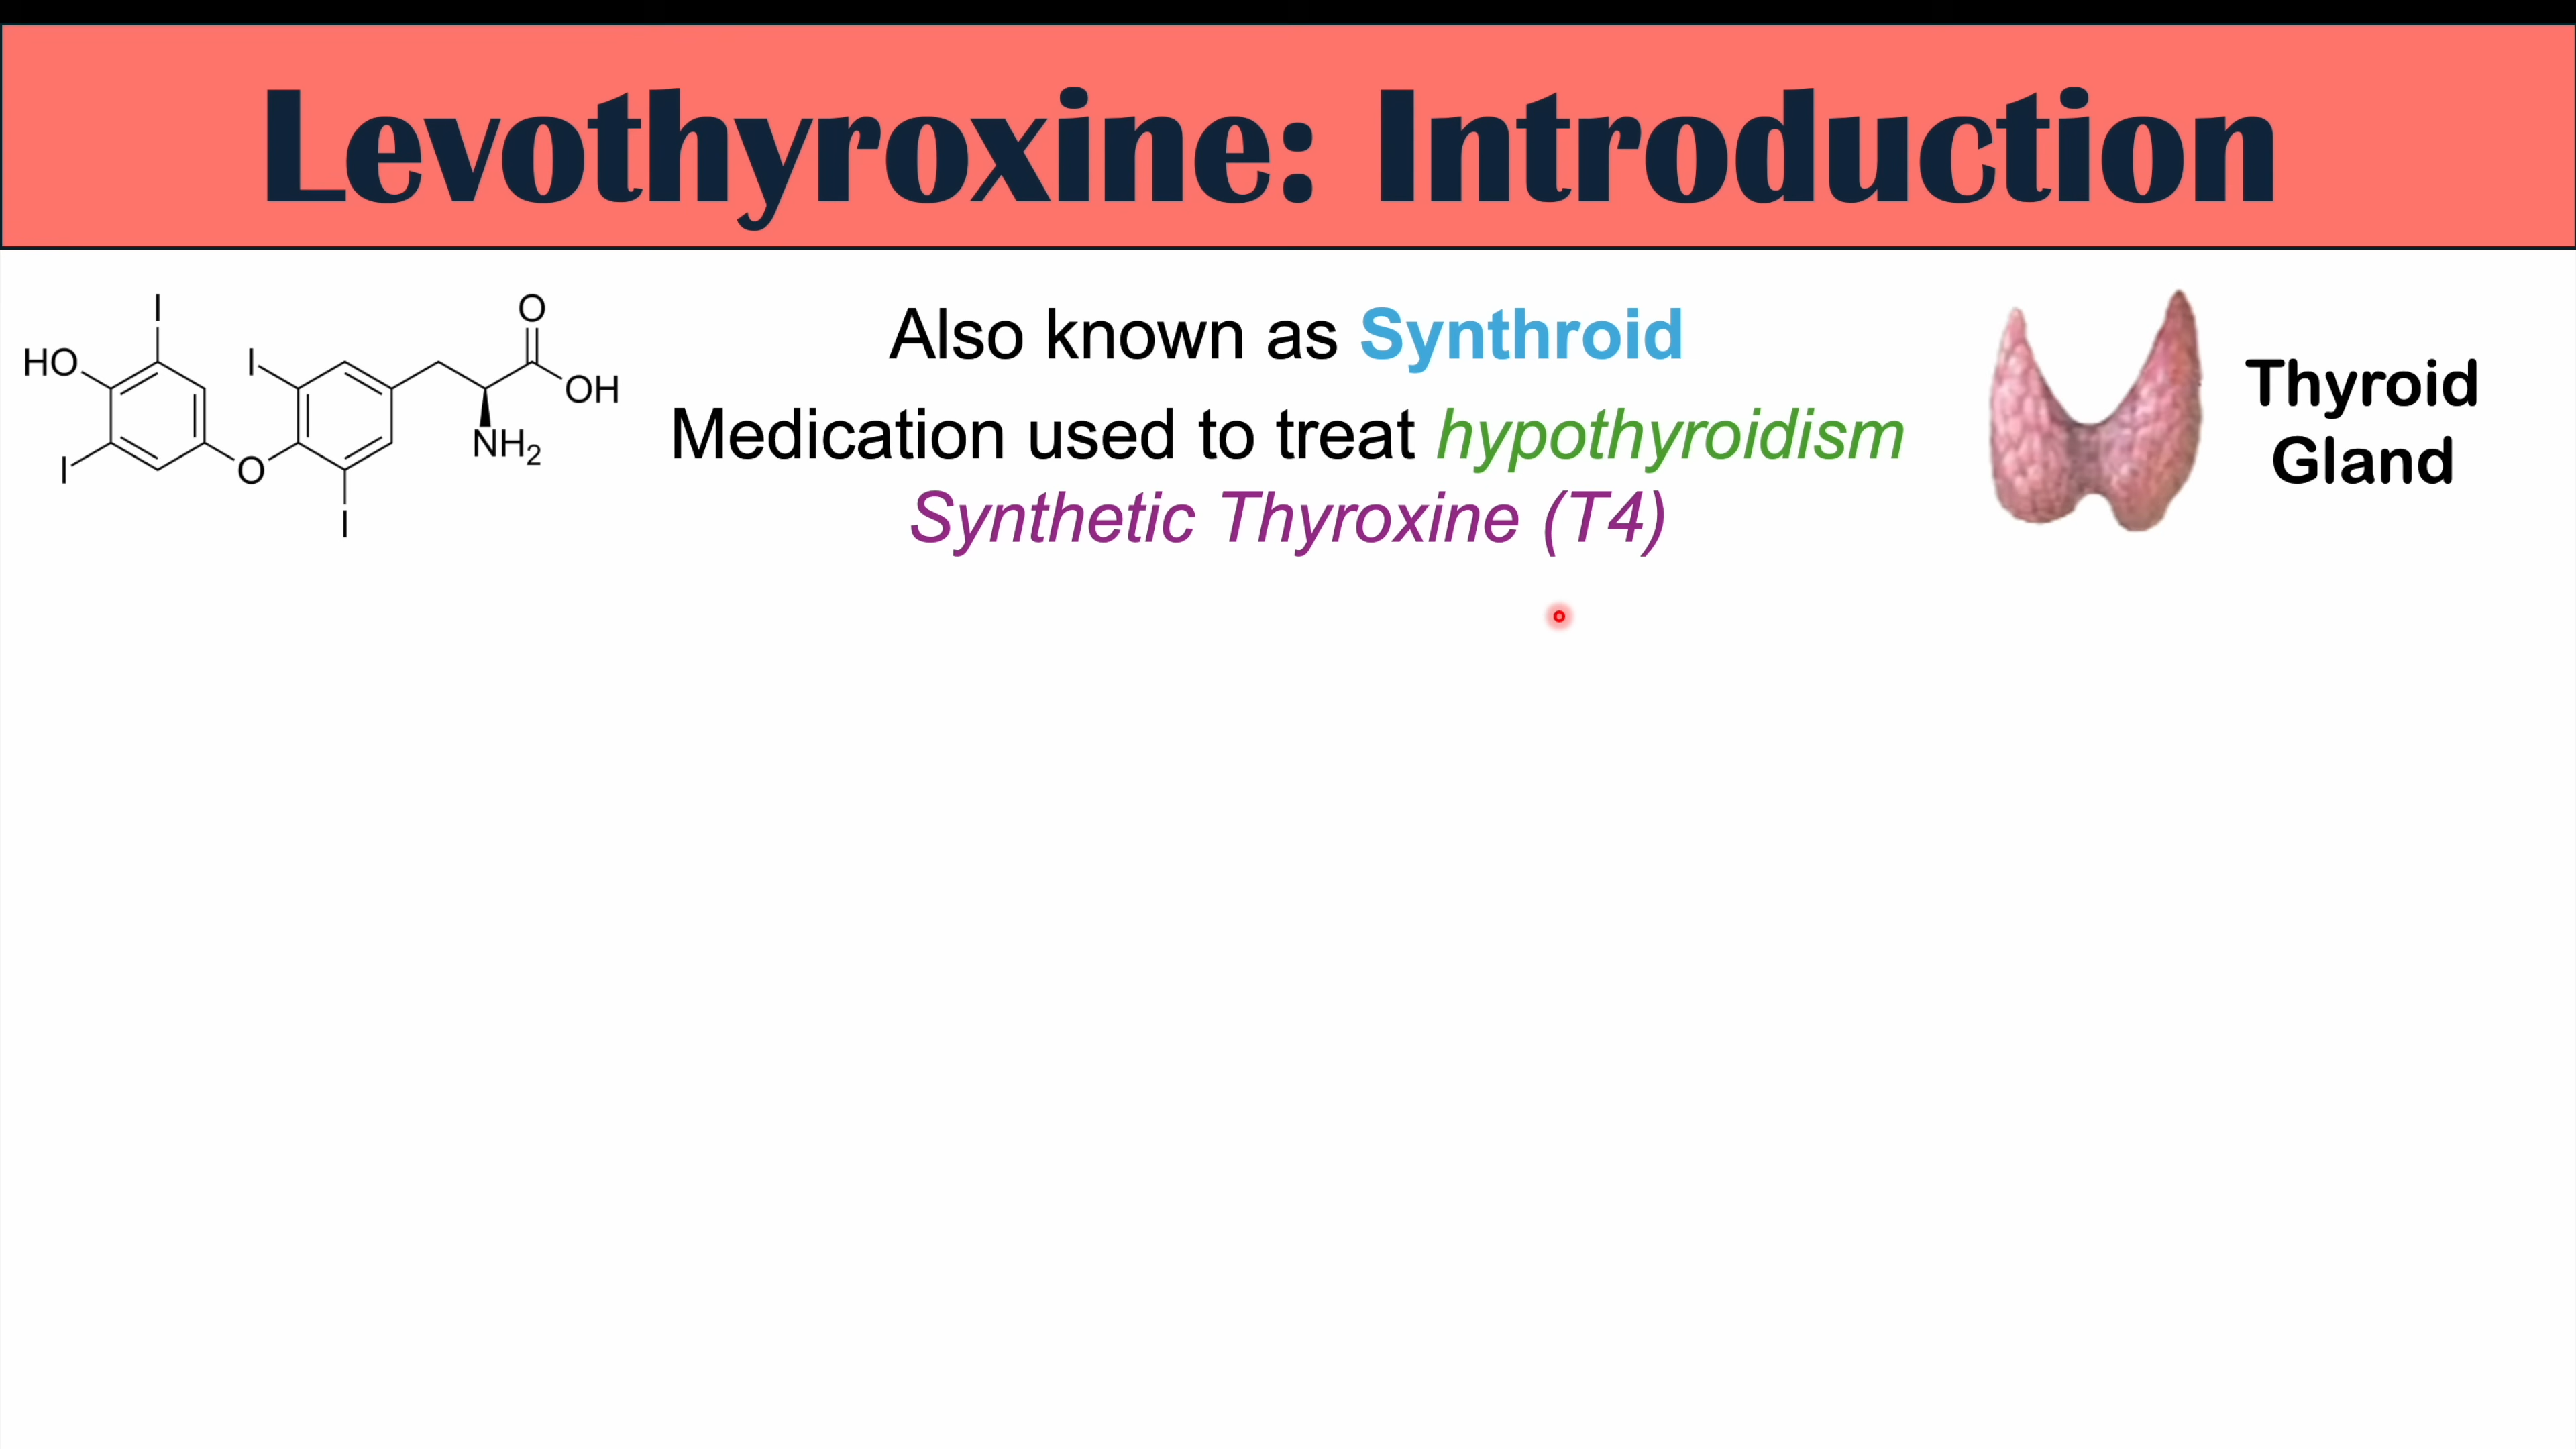 Levothyroxine: Introduction
I
O
HO
I
OH
NH2
I
O
I
Also known as Synthroid
Medication used to treat hypothyroidism
Synthetic Thyroxine (T4)
Thyroid
Gland